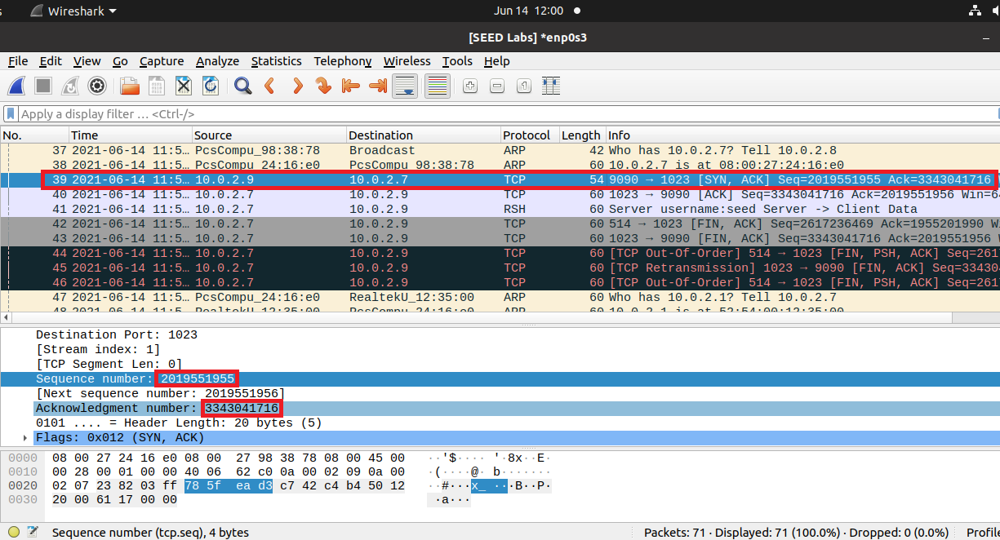 Wireshark
Jun 14 12:00
[SEED Labs] *enp0s3
File Edit View Go Capture Analyze Statistics Telephony Wireless Tools Help
Apply a display filter … <Ctrl-/>
No. Time Source Destination Protocol Length Info
37 2021-06-14 11:5… PcsCompu_98:38:78 Broadcast ARP 42 Who has 10.0.2.7? Tell 10.0.2.8
38 2021-06-14 11:5… PcsCompu_24:16:e0 PcsCompu_98:38:78 ARP 60 10.0.2.7 is at 08:00:27:24:16:e0
39 2021-06-14 11:5… 10.0.2.9 10.0.2.7 TCP 54 9090 → 1023 [SYN, ACK] Seq=2019551955 Ack=3343041716
40 2021-06-14 11:5… 10.0.2.7 10.0.2.9 TCP 60 1023 → 9090 [ACK] Seq=3343041716 Ack=2019551956 Win=6
41 2021-06-14 11:5… 10.0.2.7 10.0.2.9 RSH 60 Server username:seed Server -> Client Data
42 2021-06-14 11:5… 10.0.2.7 10.0.2.9 TCP 60 514 → 1023 [FIN, ACK] Seq=2617236469 Ack=1955201990 Wi
43 2021-06-14 11:5… 10.0.2.7 10.0.2.9 TCP 60 1023 → 9090 [FIN, ACK] Seq=3343041716 Ack=2019551956
44 2021-06-14 11:5… 10.0.2.7 10.0.2.9 TCP 60 [TCP Out-Of-Order] 514 → 1023 [FIN, PSH, ACK] Seq=261
45 2021-06-14 11:5… 10.0.2.7 10.0.2.9 TCP 60 [TCP Retransmission] 1023 → 9090 [FIN, ACK] Seq=33430
46 2021-06-14 11:5… 10.0.2.7 10.0.2.9 TCP 60 [TCP Out-Of-Order] 514 → 1023 [FIN, PSH, ACK] Seq=261
47 2021-06-14 11:5… PcsCompu_24:16:e0 RealtekU_12:35:00 ARP 60 Who has 10.0.2.1? Tell 10.0.2.7
48 2021-06-14 11:5… RealtekU_12:35:00 PcsCompu_24:16:e0 ARP 60 10.0.2.1 is at 52:54:00:12:35:00
Destination Port: 1023
[Stream index: 1]
[TCP Segment Len: 0]
Sequence number: 2019551955
[Next sequence number: 2019551956]
Acknowledgment number: 3343041716
0101 .... = Header Length: 20 bytes (5)
Flags: 0x012 (SYN, ACK)
0000 08 00 27 24 16 e0 08 00 27 98 38 78 08 00 45 00 ··'$···· '·8x··E·
0010 00 28 00 01 00 00 40 06 62 c0 0a 00 02 09 0a 00 ·(····@· b·······
0020 02 07 23 82 03 ff 78 5f ea d3 c7 42 c4 b4 50 12 ··#···x_ ···B··P·
0030 20 00 61 17 00 00 ·a···
Sequence number (tcp.seq), 4 bytes
Packets: 71 · Displayed: 71 (100.0%) · Dropped: 0 (0.0%)
Profile